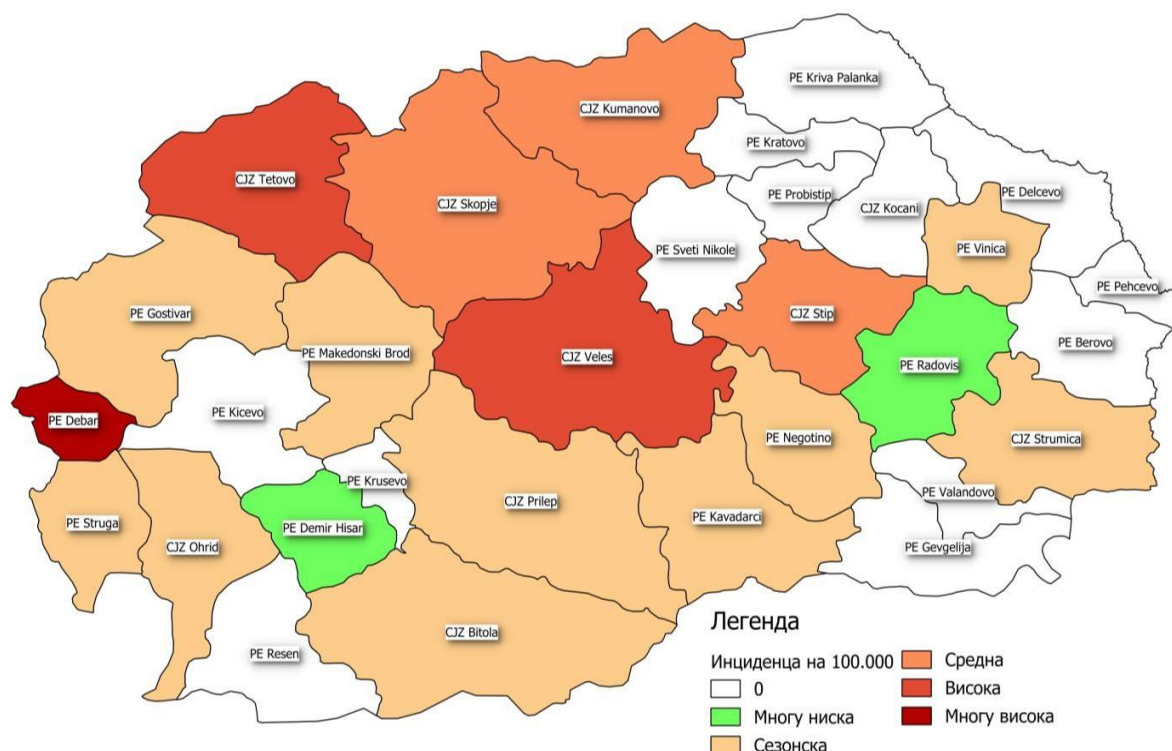 PE Kriva Palanka
CJZ Kumanovo
PE Kratovo
CJZ Tetovo
PE Probistip
PE Delcevo
CJZ Skopje
CJZ Kocani
PE Sveti Nikole
PE Vinica
PE Pehcevo
PE Gostivar
CJZ Stip
PE Makedonski Brod
CJZ Veles
PE Berovo
PE Radovis
PE Debar
PE Kicevo
PE Negotino
CJZ Strumica
PE Krusevo
PE Valandovo
CJZ Prilep
PE Kavadarci
PE Struga
PE Demir Hisar
CJZ Ohrid
PE Gevgelija
CJZ Bitola
PE Resen
Легенда
Инциденца на 100.000
0
Многу ниска
Сезонска
Средна
Висока
Многу висока